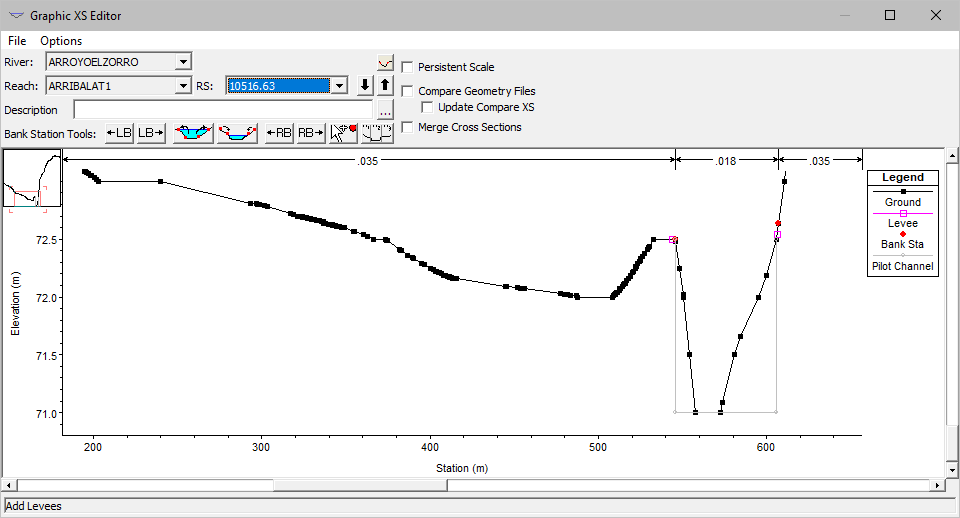 Graphic XS Editor
File Options
River: ARROYOELZORRO
Persistent Scale
Reach: ARRIBALAT1 RS: 10516.63
Compare Geometry Files
Update Compare XS
Description ...
Merge Cross Sections
Bank Station Tools: LB LB RB RB
.035 .018 .035
Legend
Ground
Levee
Bank Sta
Pilot Channel
Elevation (m)
72.5
72.0
71.5
71.0
200 300 400 500 600
Station (m)
Add Levees